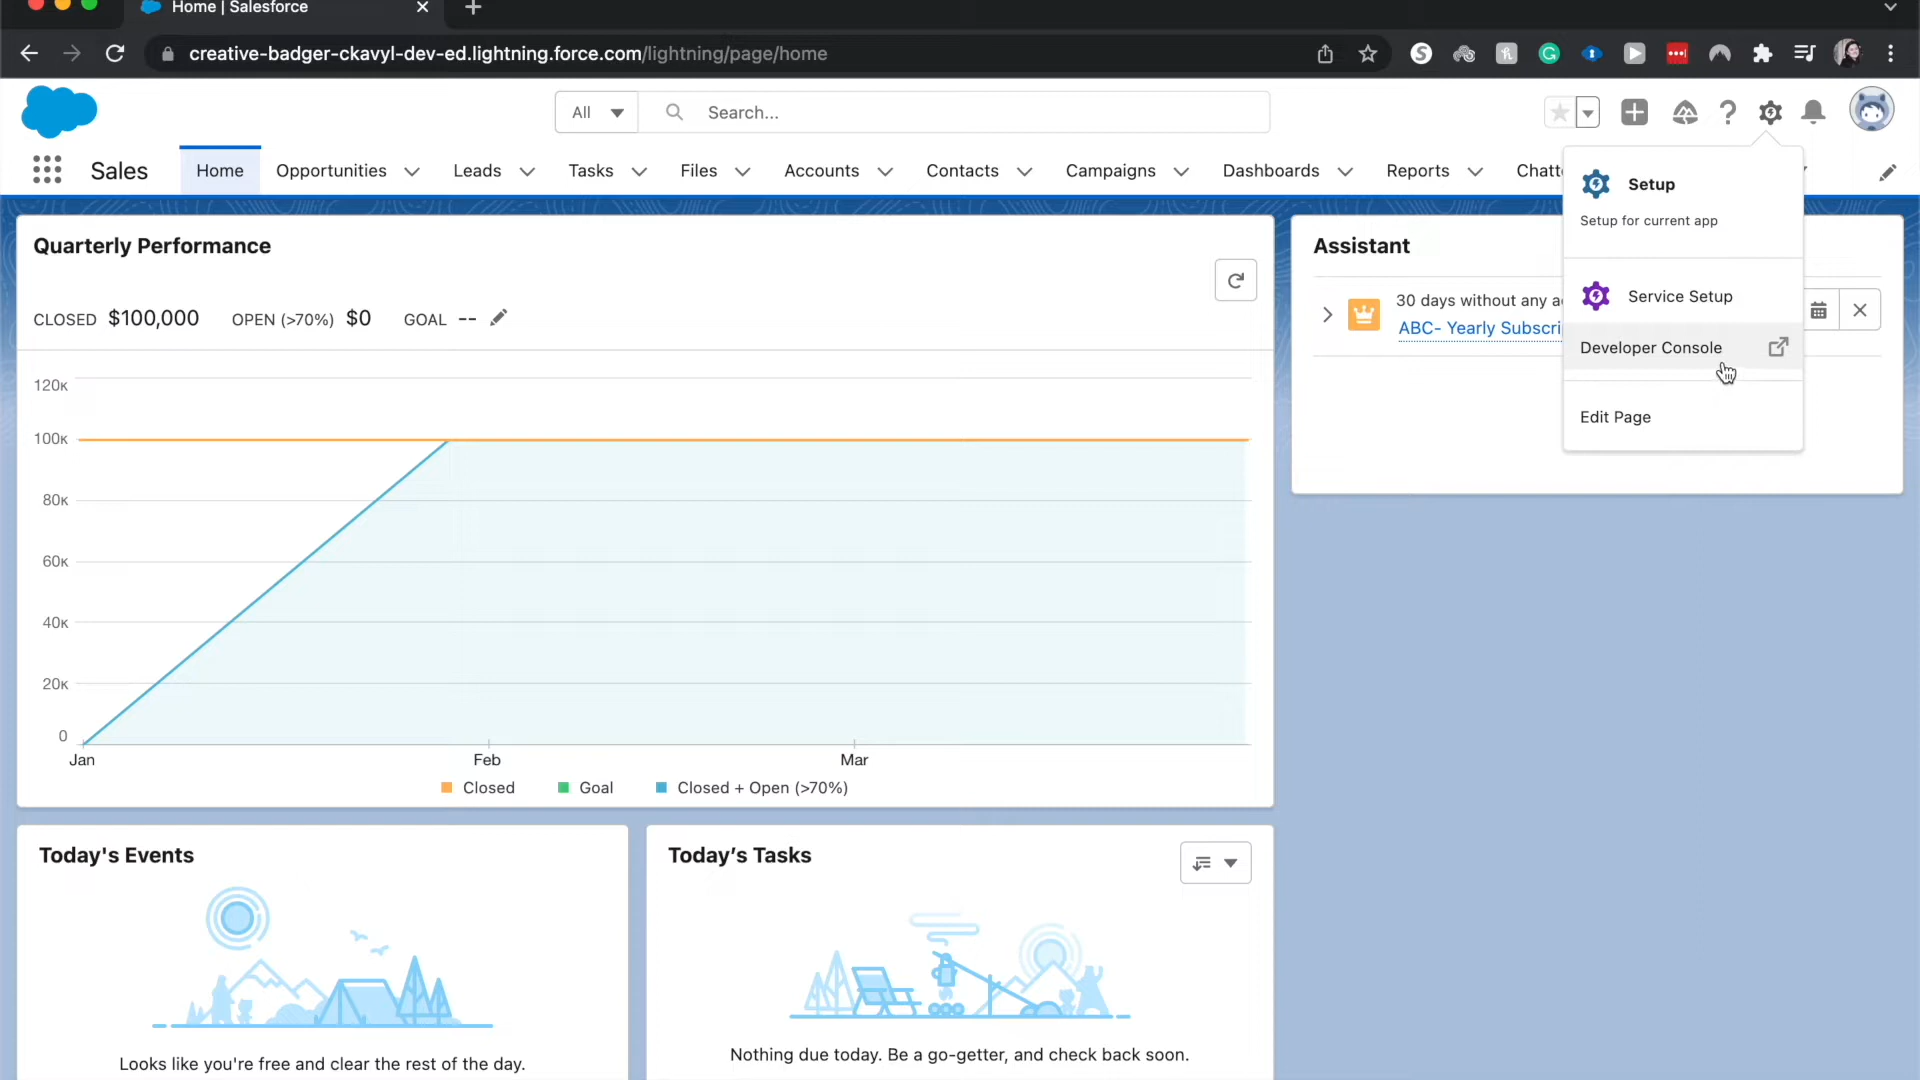 Home | Salesforce
creative-badger-ckavyl-dev-ed.lightning.force.com/lightning/page/home
All
Search...
Sales
Home
Opportunities
Leads
Tasks
Files
Accounts
Contacts
Campaigns
Dashboards
Reports
Chatt
Setup
Setup for current app
Service Setup
Developer Console
Edit Page
Quarterly Performance
CLOSED $100,000 OPEN (>70%) $0 GOAL --
120K
100K
80K
60K
40K
20K
0
Jan
Feb
Mar
Closed
Goal
Closed + Open (>70%)
Assistant
30 days without any a
ABC- Yearly Subscri
Today's Events
Looks like you're free and clear the rest of the day.
Today’s Tasks
Nothing due today. Be a go-getter, and check back soon.